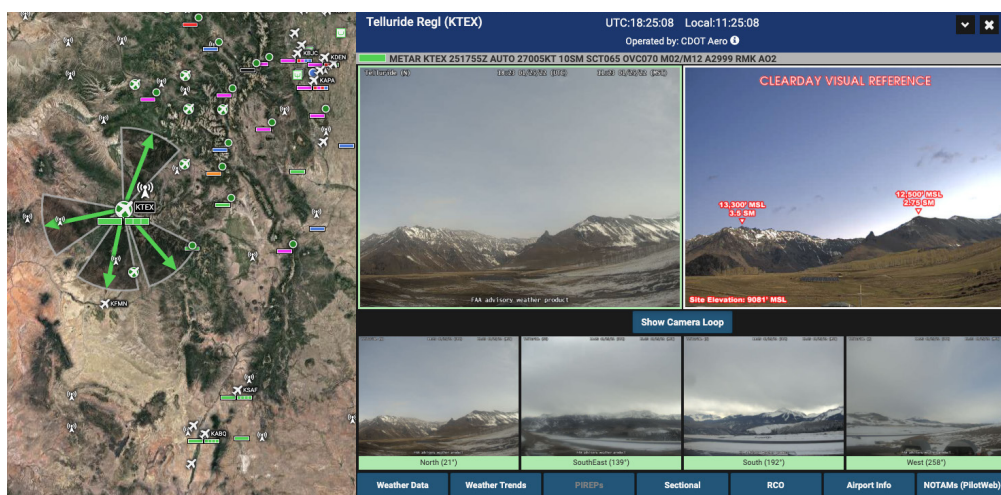 Telluride Regl (KTEX)
UTC:18:25:08 Local:11:25:08
Operated by: CDOT Aero
METAR KTEX 251755Z AUTO 27005KT 10SM SCT065 OVC070 M02/M12 A2999 RMK AO2
Telluride (N)
CLEARDAY VISUAL REFERENCE
13,300' MSL
3.5 SM
12,500' MSL
2.75 SM
FAA advisory weather product
Site Elevation: 9081' MSL
Show Camera Loop
North (21°)
SouthEast (139°)
South (192°)
West (258°)
Weather Data
Weather Trends
PIREPs
Sectional
RCO
Airport Info
NOTAMs (PilotWeb)
KBJC
KDEN
KAPA
KTEX
KFMN
KSAF
KABQ